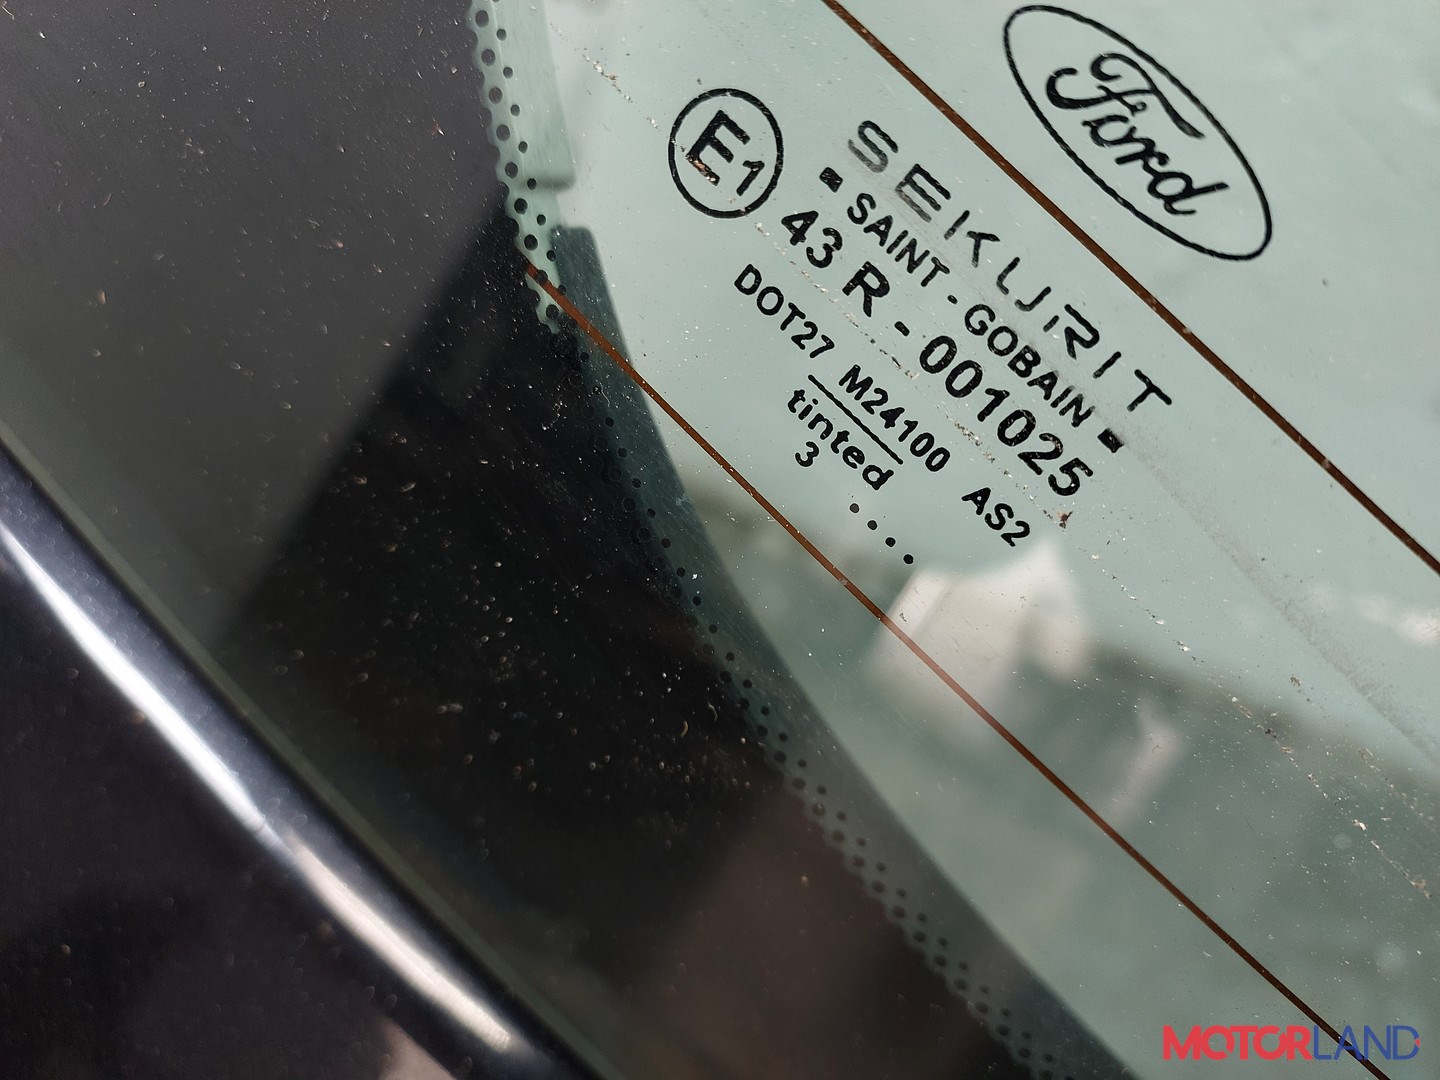 Ford
SEKURIT
SAINT-GOBAIN
E1
43 R - 001025
DOT27 M24100 AS2
tinted
3 ....
MOTORLAND